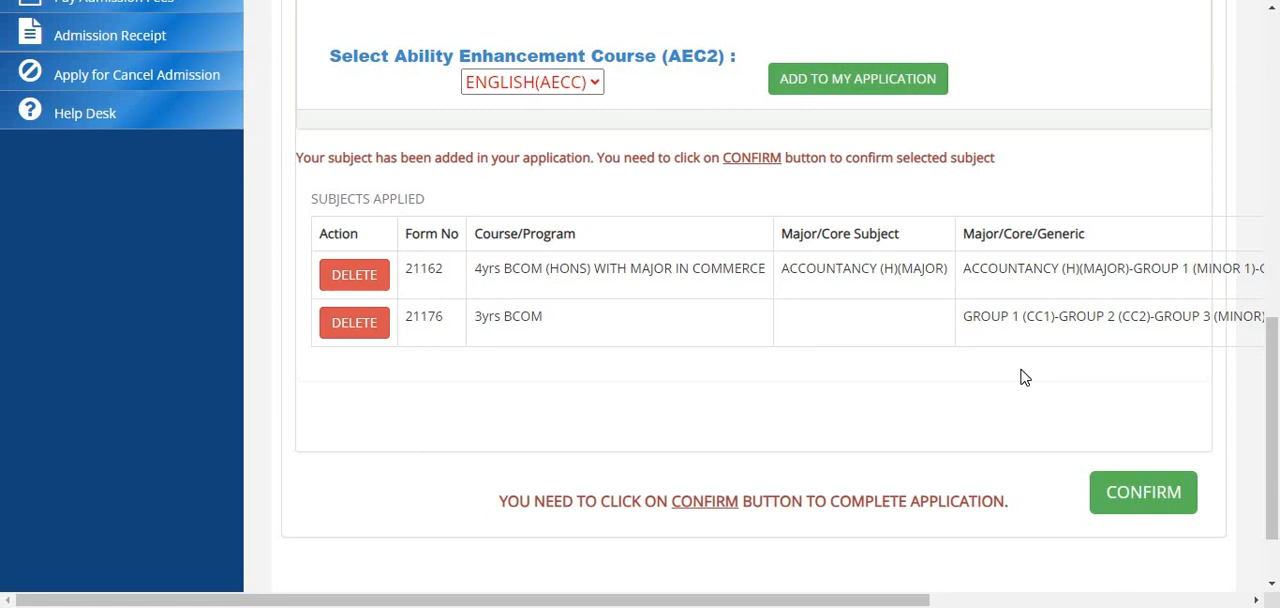 Pay Admission Fees
Admission Receipt
Apply for Cancel Admission
Help Desk
Select Ability Enhancement Course (AEC2) :
ENGLISH(AECC)
ADD TO MY APPLICATION
Your subject has been added in your application. You need to click on CONFIRM button to confirm selected subject
SUBJECTS APPLIED
Action Form No Course/Program Major/Core Subject Major/Core/Generic
DELETE 21162 4yrs BCOM (HONS) WITH MAJOR IN COMMERCE ACCOUNTANCY (H)(MAJOR) ACCOUNTANCY (H)(MAJOR)-GROUP 1 (MINOR 1)-
DELETE 21176 3yrs BCOM GROUP 1 (CC1)-GROUP 2 (CC2)-GROUP 3 (MINOR)
YOU NEED TO CLICK ON CONFIRM BUTTON TO COMPLETE APPLICATION.
CONFIRM